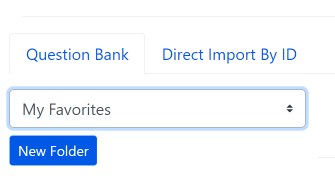 Question Bank Direct Import By ID
My Favorites
New Folder